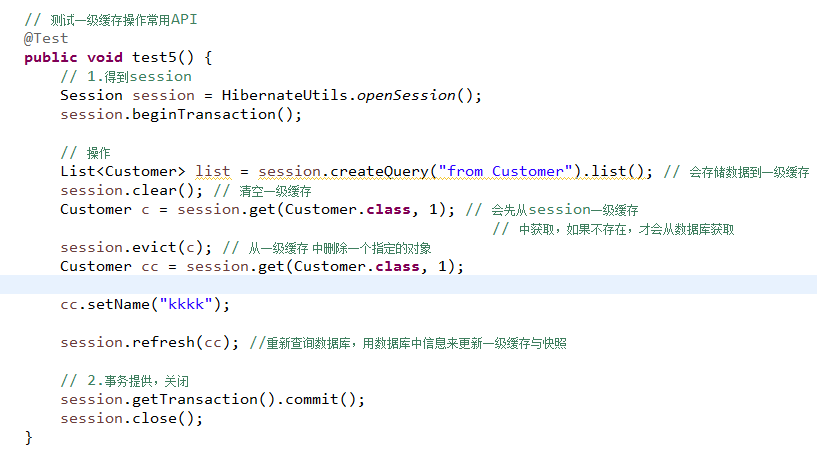 // 测试一级缓存操作常用API
@Test
public void test5() {
// 1.得到session
Session session = HibernateUtils.openSession();
session.beginTransaction();
// 操作
List<Customer> list = session.createQuery("from Customer").list(); // 会存储数据到一级缓存
session.clear(); // 清空一级缓存
Customer c = session.get(Customer.class, 1); // 会先从session一级缓存
// 中获取，如果不存在，才会从数据库获取
session.evict(c); // 从一级缓存 中删除一个指定的对象
Customer cc = session.get(Customer.class, 1);
cc.setName("kkkk");
session.refresh(cc); //重新查询数据库，用数据库中信息来更新一级缓存与快照
// 2.事务提供，关闭
session.getTransaction().commit();
session.close();
}